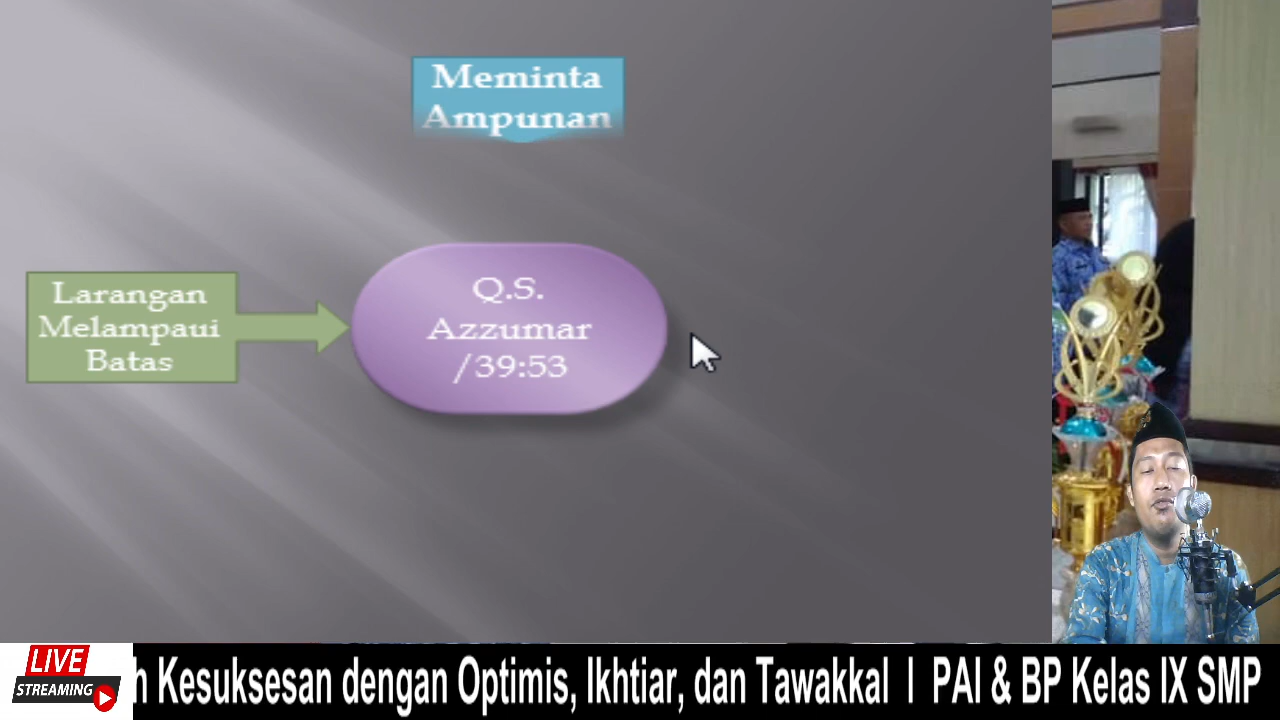 Meminta
Ampunan
Larangan
Melampaui
Batas
Q.S.
Azzumar
/39:53
LIVE
STREAMING
h Kesuksesan dengan Optimis, Ikhtiar, dan Tawakkal I PAI & BP Kelas IX SMP